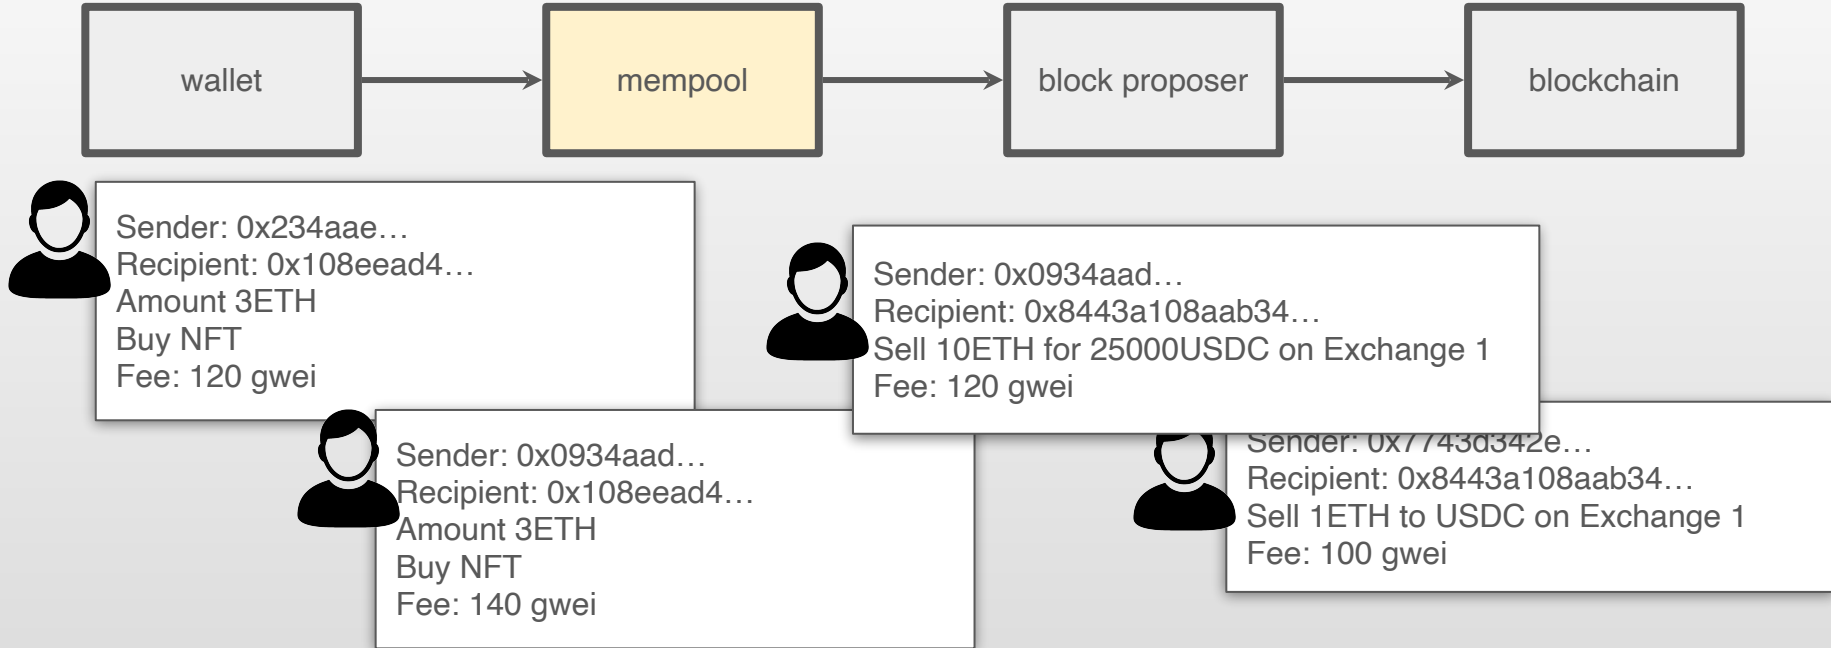 wallet
mempool
block proposer
blockchain
Sender: 0x234aae…
Recipient: 0x108eead4…
Amount 3ETH
Buy NFT
Fee: 120 gwei
Sender: 0x0934aad…
Recipient: 0x108eead4…
Amount 3ETH
Buy NFT
Fee: 140 gwei
Sender: 0x0934aad…
Recipient: 0x8443a108aab34…
Sell 10ETH for 25000USDC on Exchange 1
Fee: 120 gwei
Sender: 0x7743d342e…
Recipient: 0x8443a108aab34…
Sell 1ETH to USDC on Exchange 1
Fee: 100 gwei